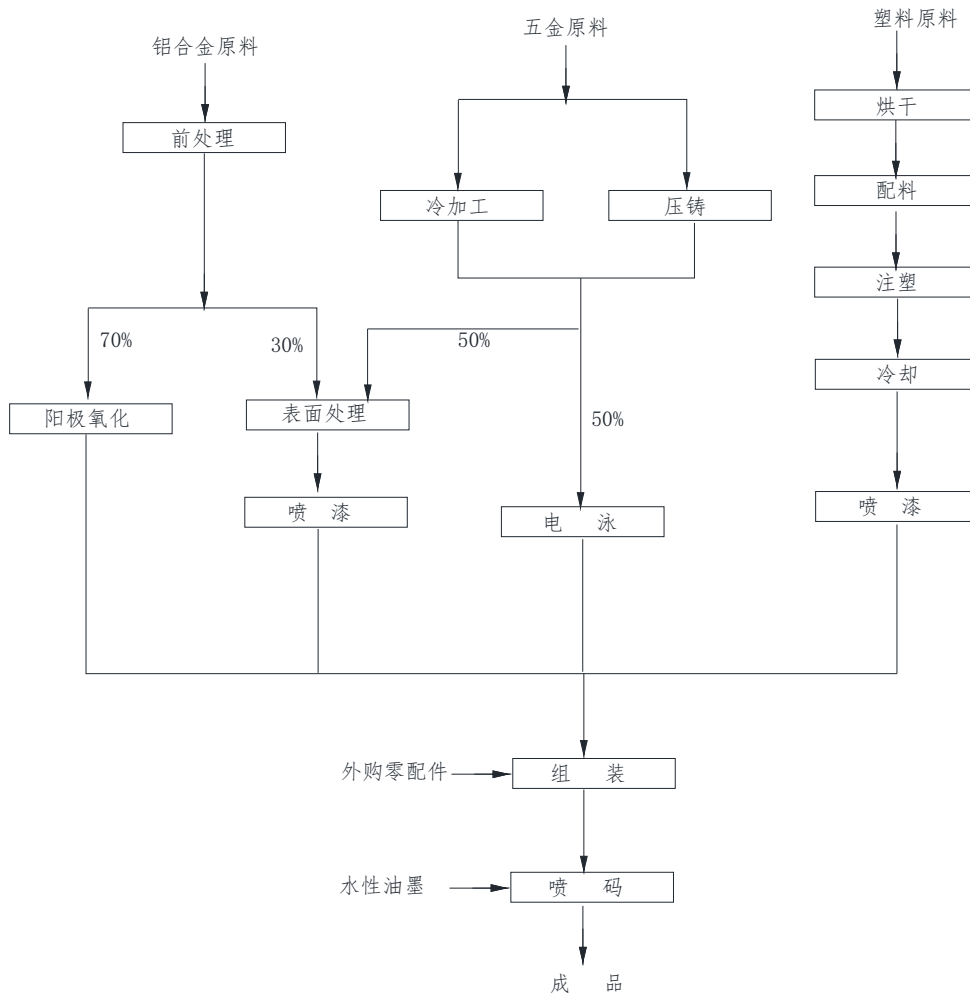 铝合金原料
五金原料
塑料原料
前处理
烘干
冷加工
压铸
配料
注塑
70%
30%
50%
冷却
阳极氧化
表面处理
50%
喷 漆
电 泳
喷 漆
外购零配件
组 装
水性油墨
喷 码
成 品